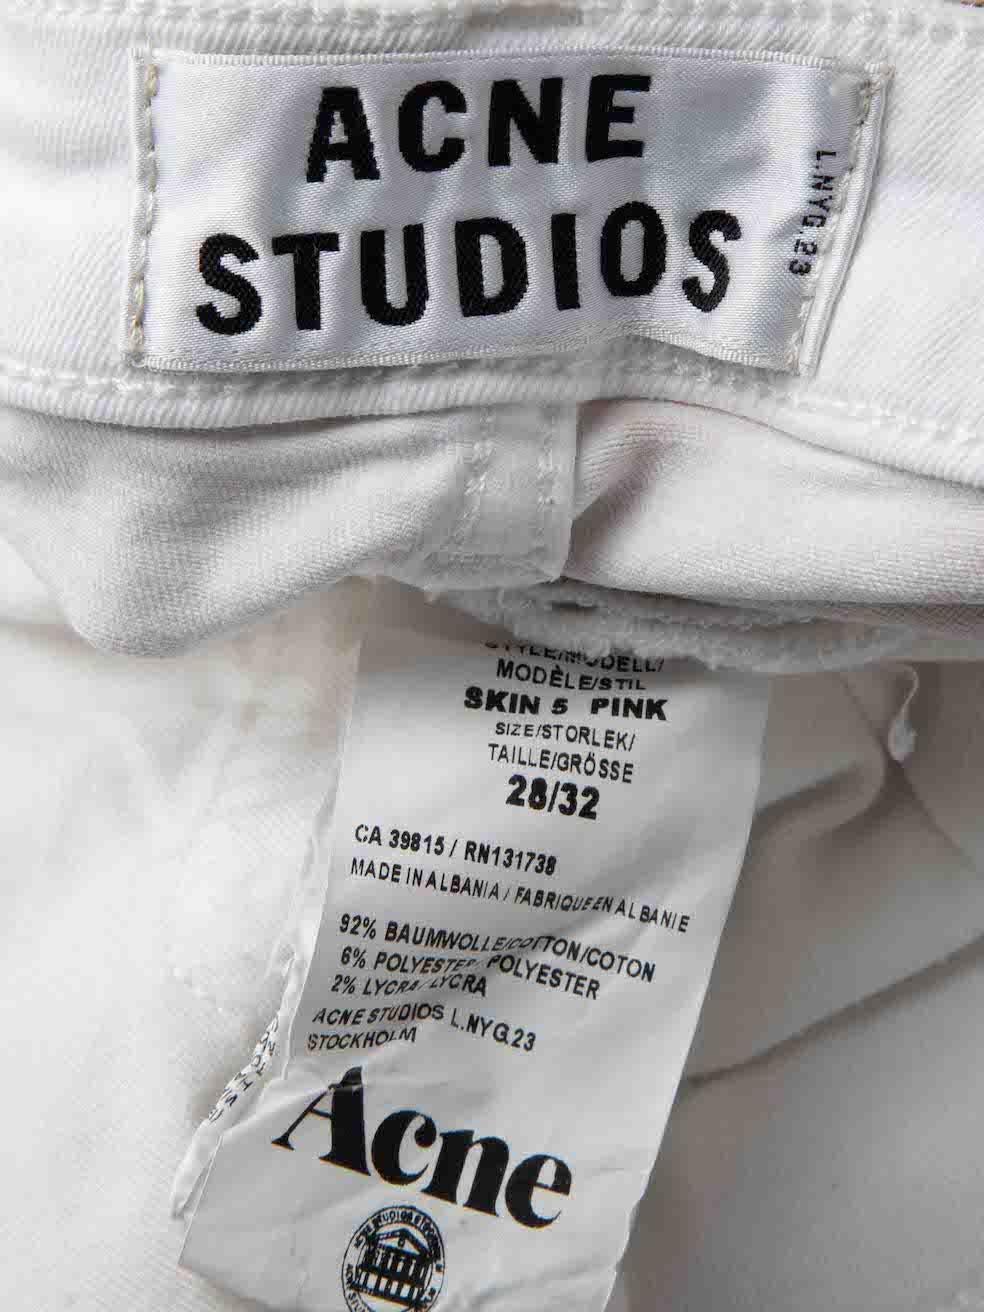 ACNE
STUDIOS
L.NYG.23
STYLE/MODELL/
MODÈLE/STIL
SKIN 5 PINK
SIZE/STORLEK/
TAILLE/GRÖSSE
28/32
CA 39815 / RN131738
MADE IN ALBANIA / FABRIQUE EN ALBANIE
92% BAUMWOLLE/COTTON/COTON
6% POLYESTER POLYESTER
2% LYCRA/LYCRA
ACNE STUDIOS L.NYG.23
STOCKHOLM
Acne